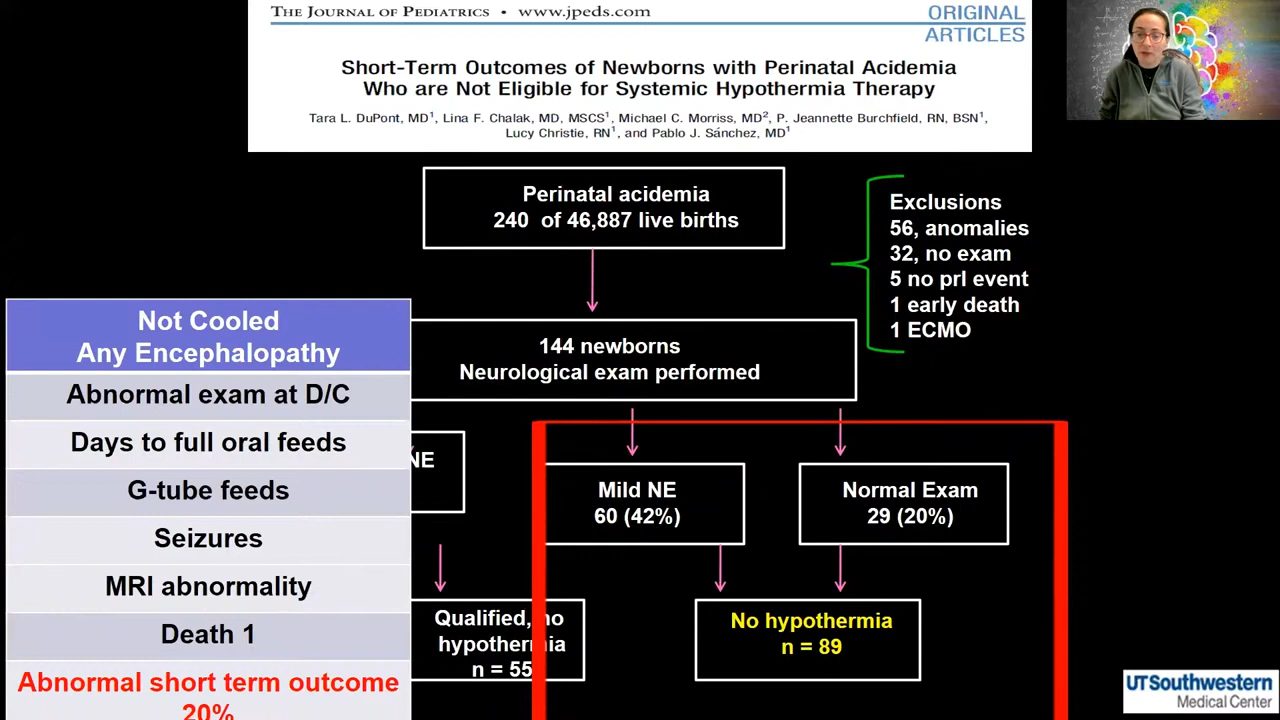 THE JOURNAL OF PEDIATRICS • www.jpeds.com
ORIGINAL
ARTICLES
Short-Term Outcomes of Newborns with Perinatal Acidemia
Who are Not Eligible for Systemic Hypothermia Therapy
Tara L. DuPont, MD1, Lina F. Chalak, MD, MSCS1, Michael C. Morriss, MD2, P. Jeannette Burchfield, RN, BSN1,
Lucy Christie, RN1, and Pablo J. Sánchez, MD1
Perinatal acidemia
240 of 46,887 live births
Exclusions
56, anomalies
32, no exam
5 no prl event
1 early death
1 ECMO
144 newborns
Neurological exam performed
Not Cooled
Any Encephalopathy
Abnormal exam at D/C
Days to full oral feeds
G-tube feeds
Seizures
MRI abnormality
Death 1
Abnormal short term outcome
20%
NE
Mild NE
60 (42%)
Normal Exam
29 (20%)
Qualified, no
hypothermia
n = 55
No hypothermia
n = 89
UTSouthwestern
Medical Center